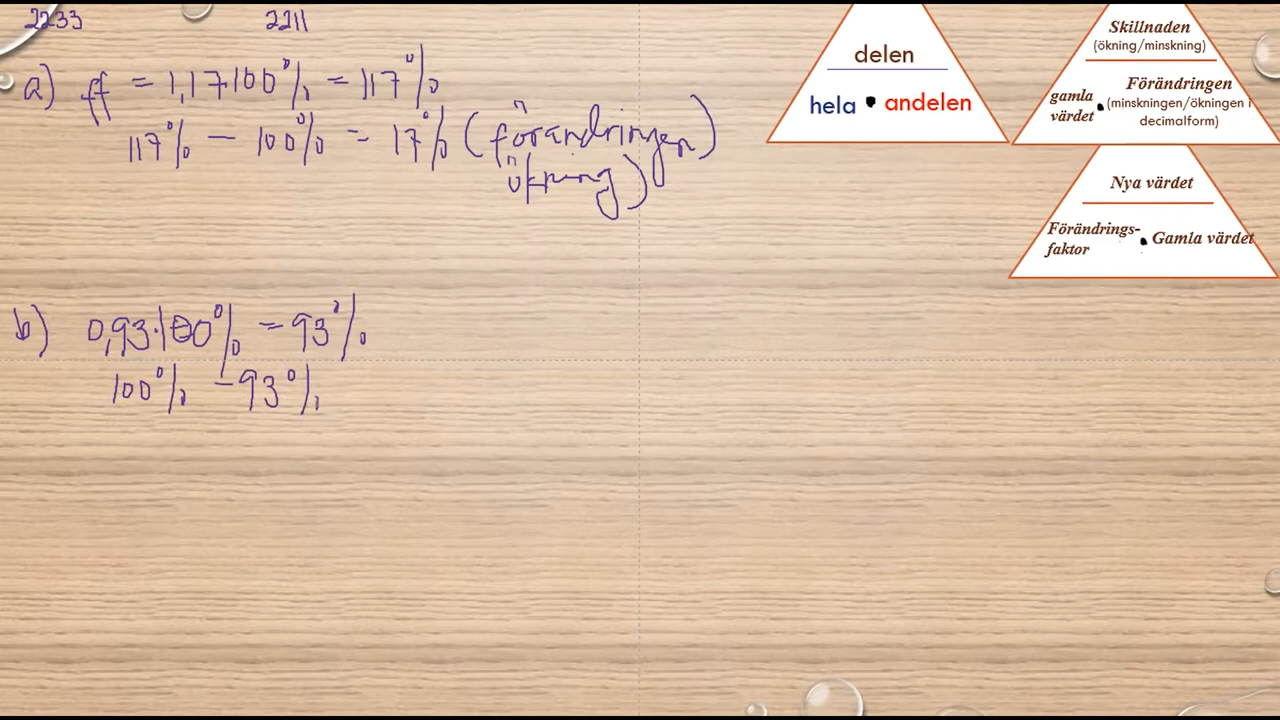 2233 2211
a) ff = 1,17·100% = 117%
117% - 100% = 17% (förändringen)
ökning)
b) 0,93·100% = 93%
100% - 93%
delen
hela • andelen
Skillnaden
(ökning/minskning)
gamla värdet • Förändringen
(minskningen/ökningen i
decimalform)
Nya värdet
Förändrings-
faktor • Gamla värdet